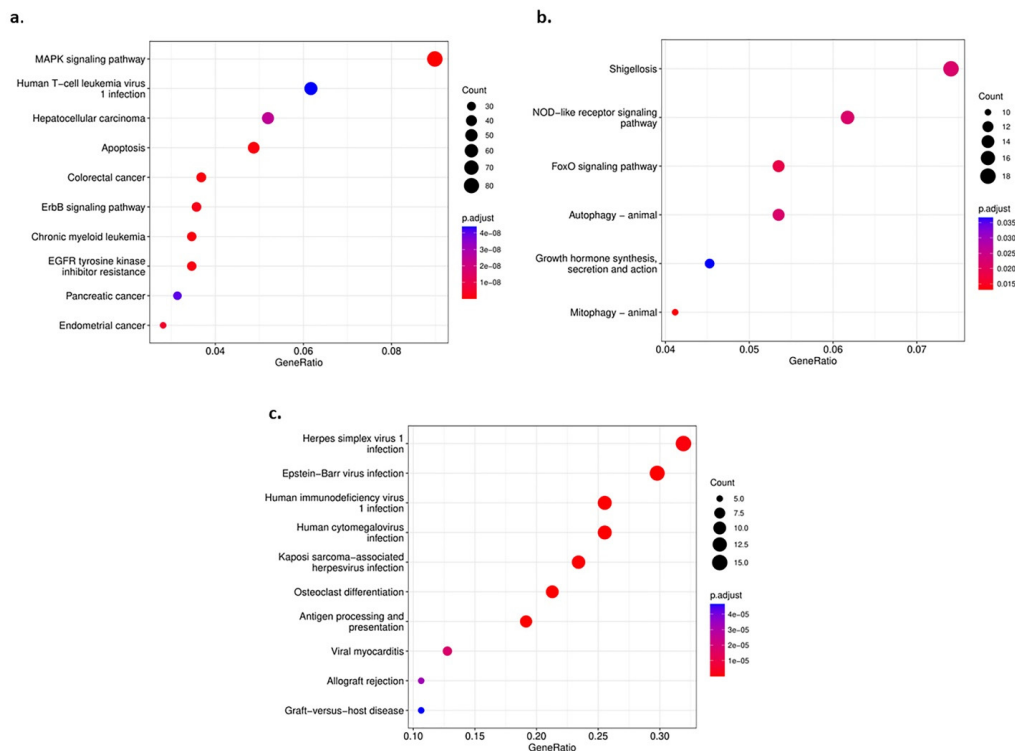 a.
MAPK signaling pathway
Human T−cell leukemia virus
1 infection
Hepatocellular carcinoma
Apoptosis
Colorectal cancer
ErbB signaling pathway
Chronic myeloid leukemia
EGFR tyrosine kinase
inhibitor resistance
Pancreatic cancer
Endometrial cancer
0.04 0.06 0.08
GeneRatio
Count
30
40
50
60
70
80
p.adjust
4e−08
3e−08
2e−08
1e−08
b.
Shigellosis
NOD−like receptor signaling
pathway
FoxO signaling pathway
Autophagy − animal
Growth hormone synthesis,
secretion and action
Mitophagy − animal
0.04 0.05 0.06 0.07
GeneRatio
Count
10
12
14
16
18
p.adjust
0.035
0.030
0.025
0.020
0.015
c.
Herpes simplex virus 1
infection
Epstein−Barr virus infection
Human immunodeficiency virus
1 infection
Human cytomegalovirus
infection
Kaposi sarcoma−associated
herpesvirus infection
Osteoclast differentiation
Antigen processing and
presentation
Viral myocarditis
Allograft rejection
Graft−versus−host disease
0.10 0.15 0.20 0.25 0.30
GeneRatio
Count
5.0
7.5
10.0
12.5
15.0
p.adjust
4e−05
3e−05
2e−05
1e−05